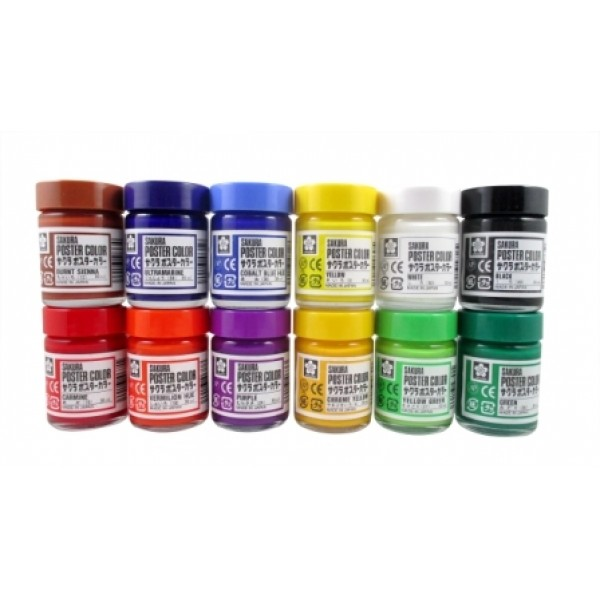 SAKURA
POSTER COLOR
サクラポスターカラー
BURNT SIENNA
SAKURA
POSTER COLOR
サクラポスターカラー
ULTRAMARINE
SAKURA
POSTER COLOR
サクラポスターカラー
COBALT BLUE HUE
SAKURA
POSTER COLOR
サクラポスターカラー
YELLOW
SAKURA
POSTER COLOR
サクラポスターカラー
WHITE
SAKURA
POSTER COLOR
サクラポスターカラー
BLACK
SAKURA
POSTER COLOR
サクラポスターカラー
CARMINE
SAKURA
POSTER COLOR
サクラポスターカラー
VERMILION HUE
SAKURA
POSTER COLOR
サクラポスターカラー
PURPLE
SAKURA
POSTER COLOR
サクラポスターカラー
CHROME YELLOW
SAKURA
POSTER COLOR
サクラポスターカラー
YELLOW GREEN
SAKURA
POSTER COLOR
サクラポスターカラー
GREEN